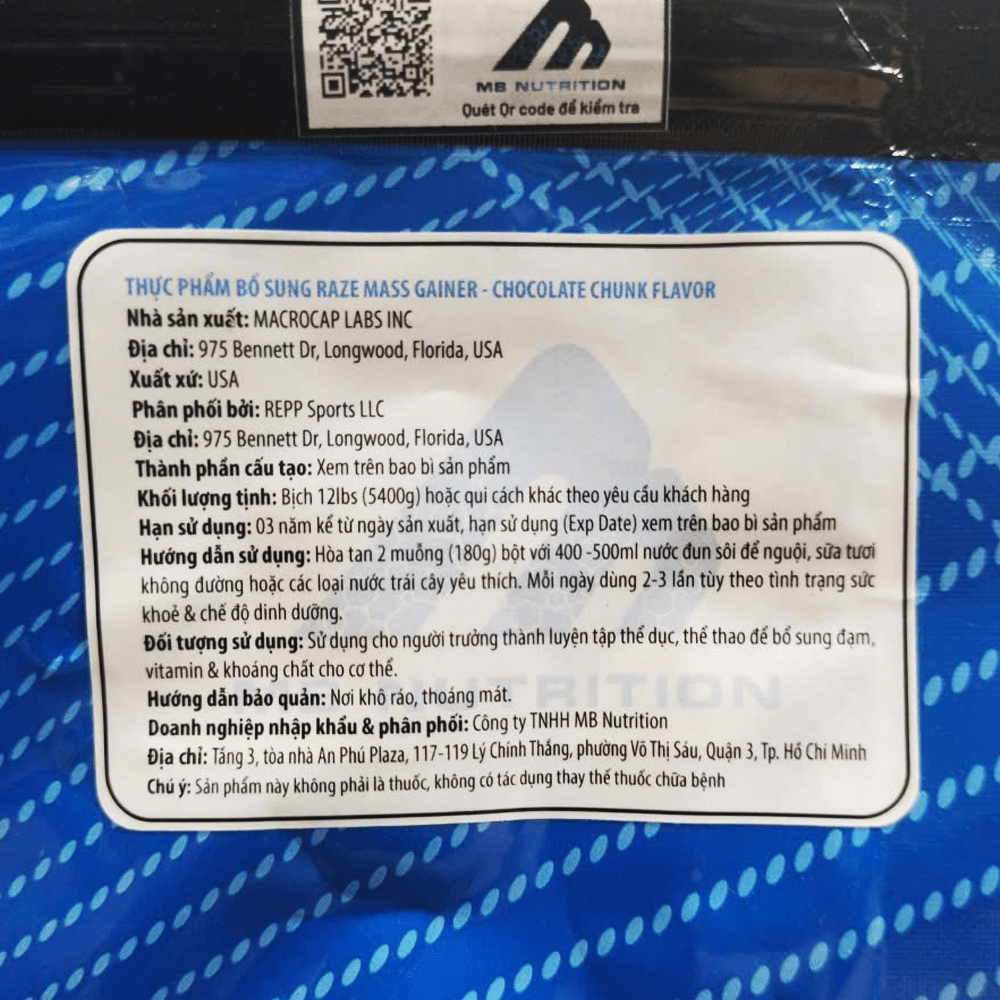 MB NUTRITION
Quét Qr code để kiểm tra
THỰC PHẨM BỔ SUNG RAZE MASS GAINER - CHOCOLATE CHUNK FLAVOR
Nhà sản xuất: MACROCAP LABS INC
Địa chỉ: 975 Bennett Dr, Longwood, Florida, USA
Xuất xứ: USA
Phân phối bởi: REPP Sports LLC
Địa chỉ: 975 Bennett Dr, Longwood, Florida, USA
Thành phần cấu tạo: Xem trên bao bì sản phẩm
Khối lượng tịnh: Bịch 12lbs (5400g) hoặc qui cách khác theo yêu cầu khách hàng
Hạn sử dụng: 03 năm kể từ ngày sản xuất, hạn sử dụng (Exp Date) xem trên bao bì sản phẩm
Hướng dẫn sử dụng: Hòa tan 2 muỗng (180g) bột với 400 -500ml nước đun sôi để nguội, sữa tươi
không đường hoặc các loại nước trái cây yêu thích. Mỗi ngày dùng 2-3 lần tùy theo tình trạng sức
khoẻ & chế độ dinh dưỡng.
Đối tượng sử dụng: Sử dụng cho người trưởng thành luyện tập thể dục, thể thao để bổ sung đạm,
vitamin & khoáng chất cho cơ thể.
Hướng dẫn bảo quản: Nơi khô ráo, thoáng mát.
MB NUTRITION
Doanh nghiệp nhập khẩu & phân phối: Công ty TNHH MB Nutrition
Địa chỉ: Tầng 3, tòa nhà An Phú Plaza, 117-119 Lý Chính Thắng, phường Võ Thị Sáu, Quận 3, Tp. Hồ Chí Minh
Chú ý: Sản phẩm này không phải là thuốc, không có tác dụng thay thế thuốc chữa bệnh